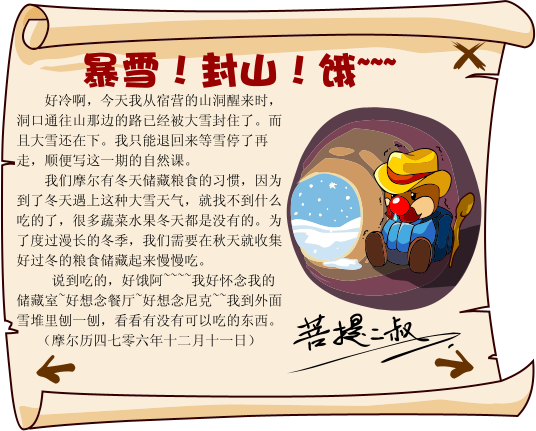 暴雪！封山！饿~~~
好冷啊，今天我从宿营的山洞醒来时，
洞口通往山那边的路已经被大雪封住了。而
且大雪还在下。我只能退回来等雪停了再
走，顺便写这一期的自然课。
我们摩尔有冬天储藏粮食的习惯，因为
到了冬天遇上这种大雪天气，就找不到什么
吃的了，很多蔬菜水果冬天都是没有的。为
了度过漫长的冬季，我们需要在秋天就收集
好过冬的粮食储藏起来慢慢吃。
说到吃的，好饿阿~~~~我好怀念我的
储藏室~好想念餐厅~好想念尼克~~我到外面
雪堆里刨一刨，看看有没有可以吃的东西。
（摩尔历四七零六年十二月十一日）
菩提二叔